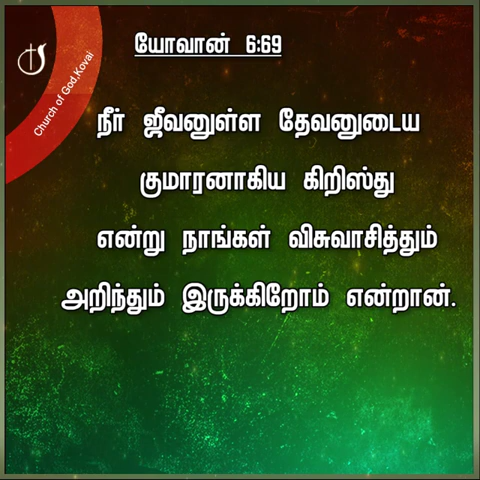 Church of God,Kovai
யோவான் 6:69
நீர் ஜீவனுள்ள தேவனுடைய
குமாரனாகிய கிறிஸ்து
என்று நாங்கள் விசுவாசித்தும்
அறிந்தும் இருக்கிறோம் என்றான்.